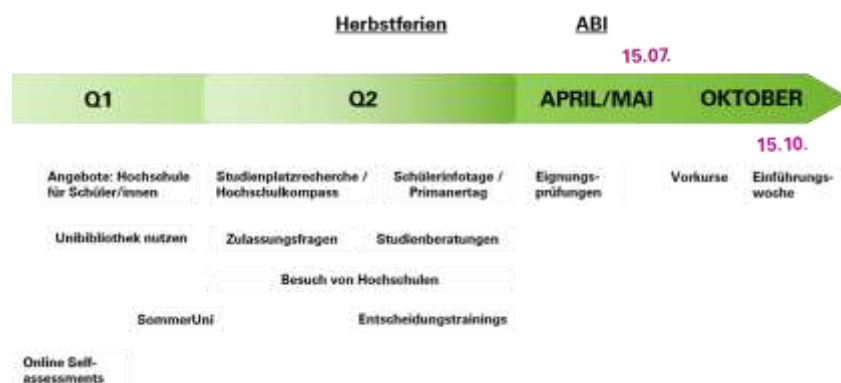 Herbstferien ABI
15.07.
Q1 Q2 APRIL/MAI OKTOBER
15.10.
Angebote: Hochschule
für Schüler/innen
Studienplatzrecherche /
Hochschulkompass
Schülerinfotage /
Primanertag
Eignungs-
prüfungen
Vorkurse
Einführungs-
woche
Unibibliothek nutzen
Zulassungsfragen
Studienberatungen
Besuch von Hochschulen
SommerUni
Entscheidungstrainings
Online Self-
assessments